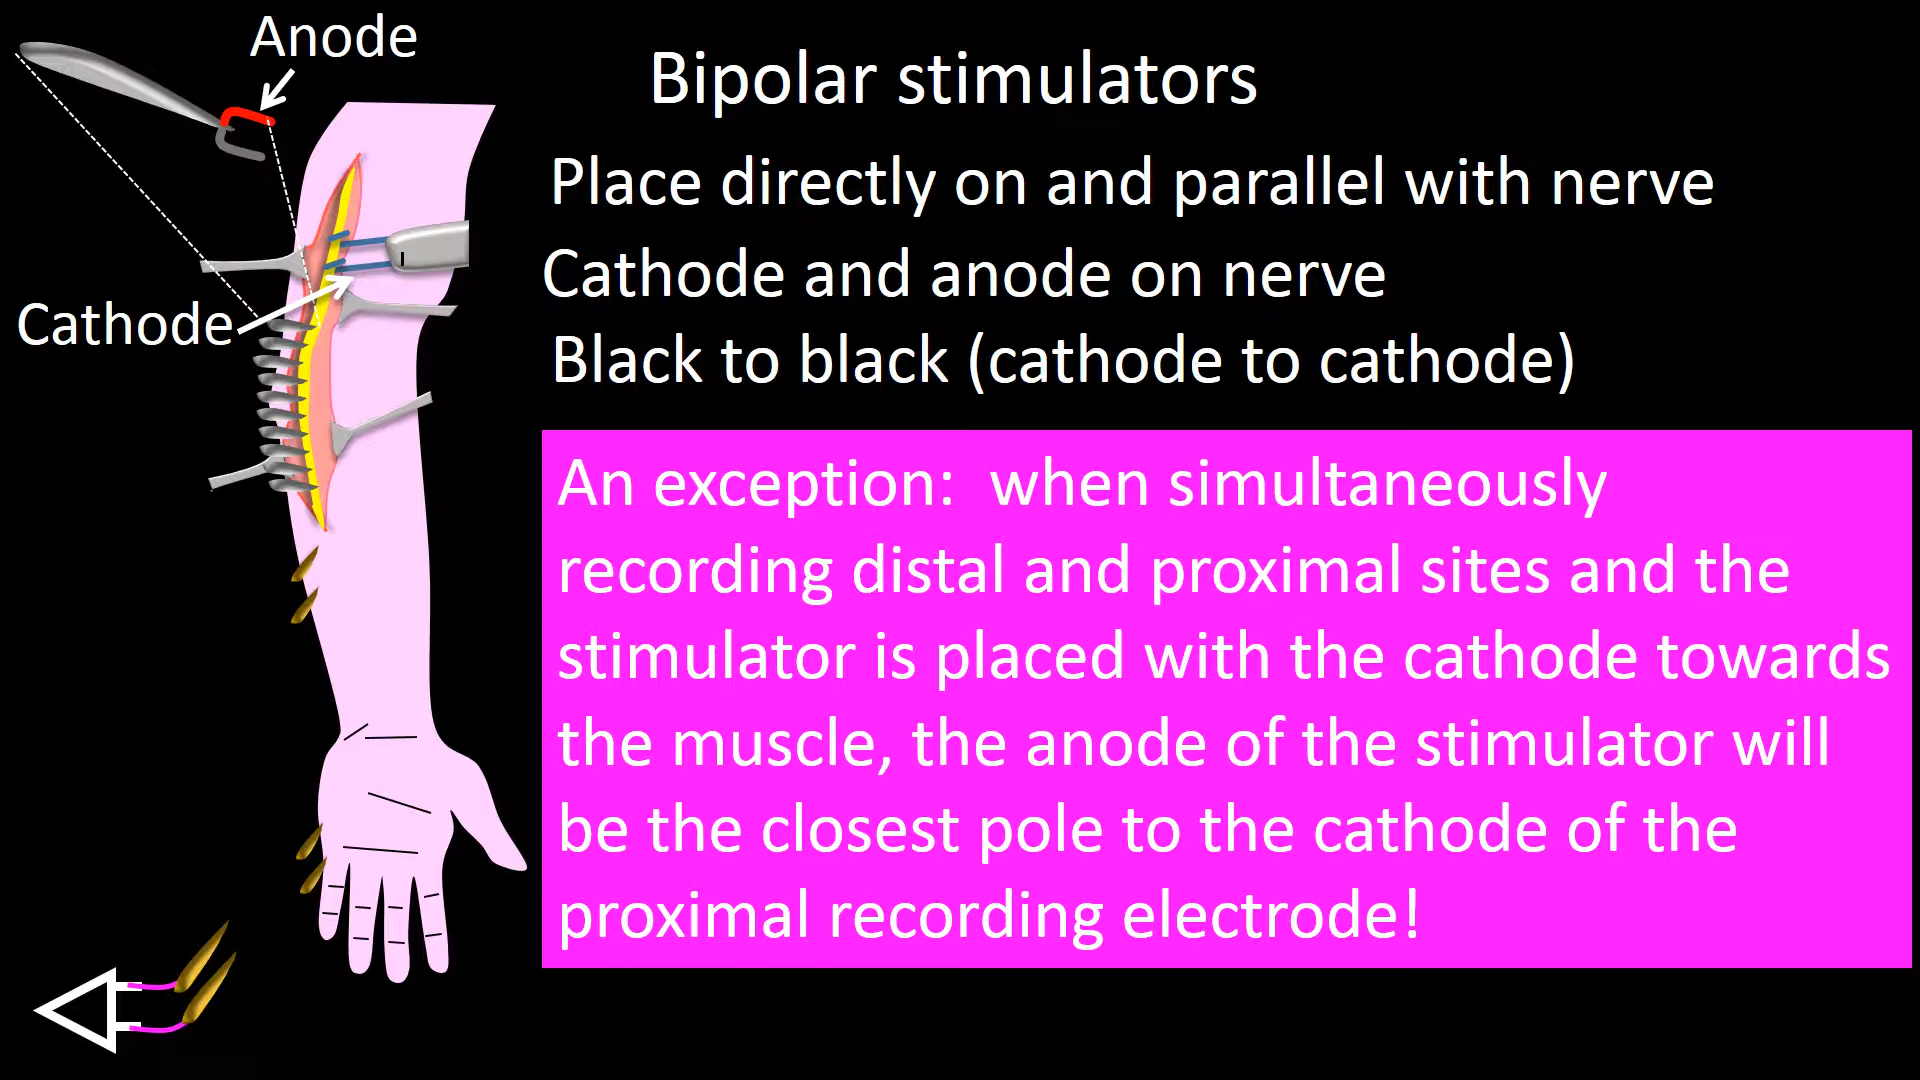 Anode
Bipolar stimulators
Place directly on and parallel with nerve
Cathode and anode on nerve
Cathode
Black to black (cathode to cathode)
An exception:  when simultaneously
recording distal and proximal sites and the
stimulator is placed with the cathode towards
the muscle, the anode of the stimulator will
be the closest pole to the cathode of the
proximal recording electrode!